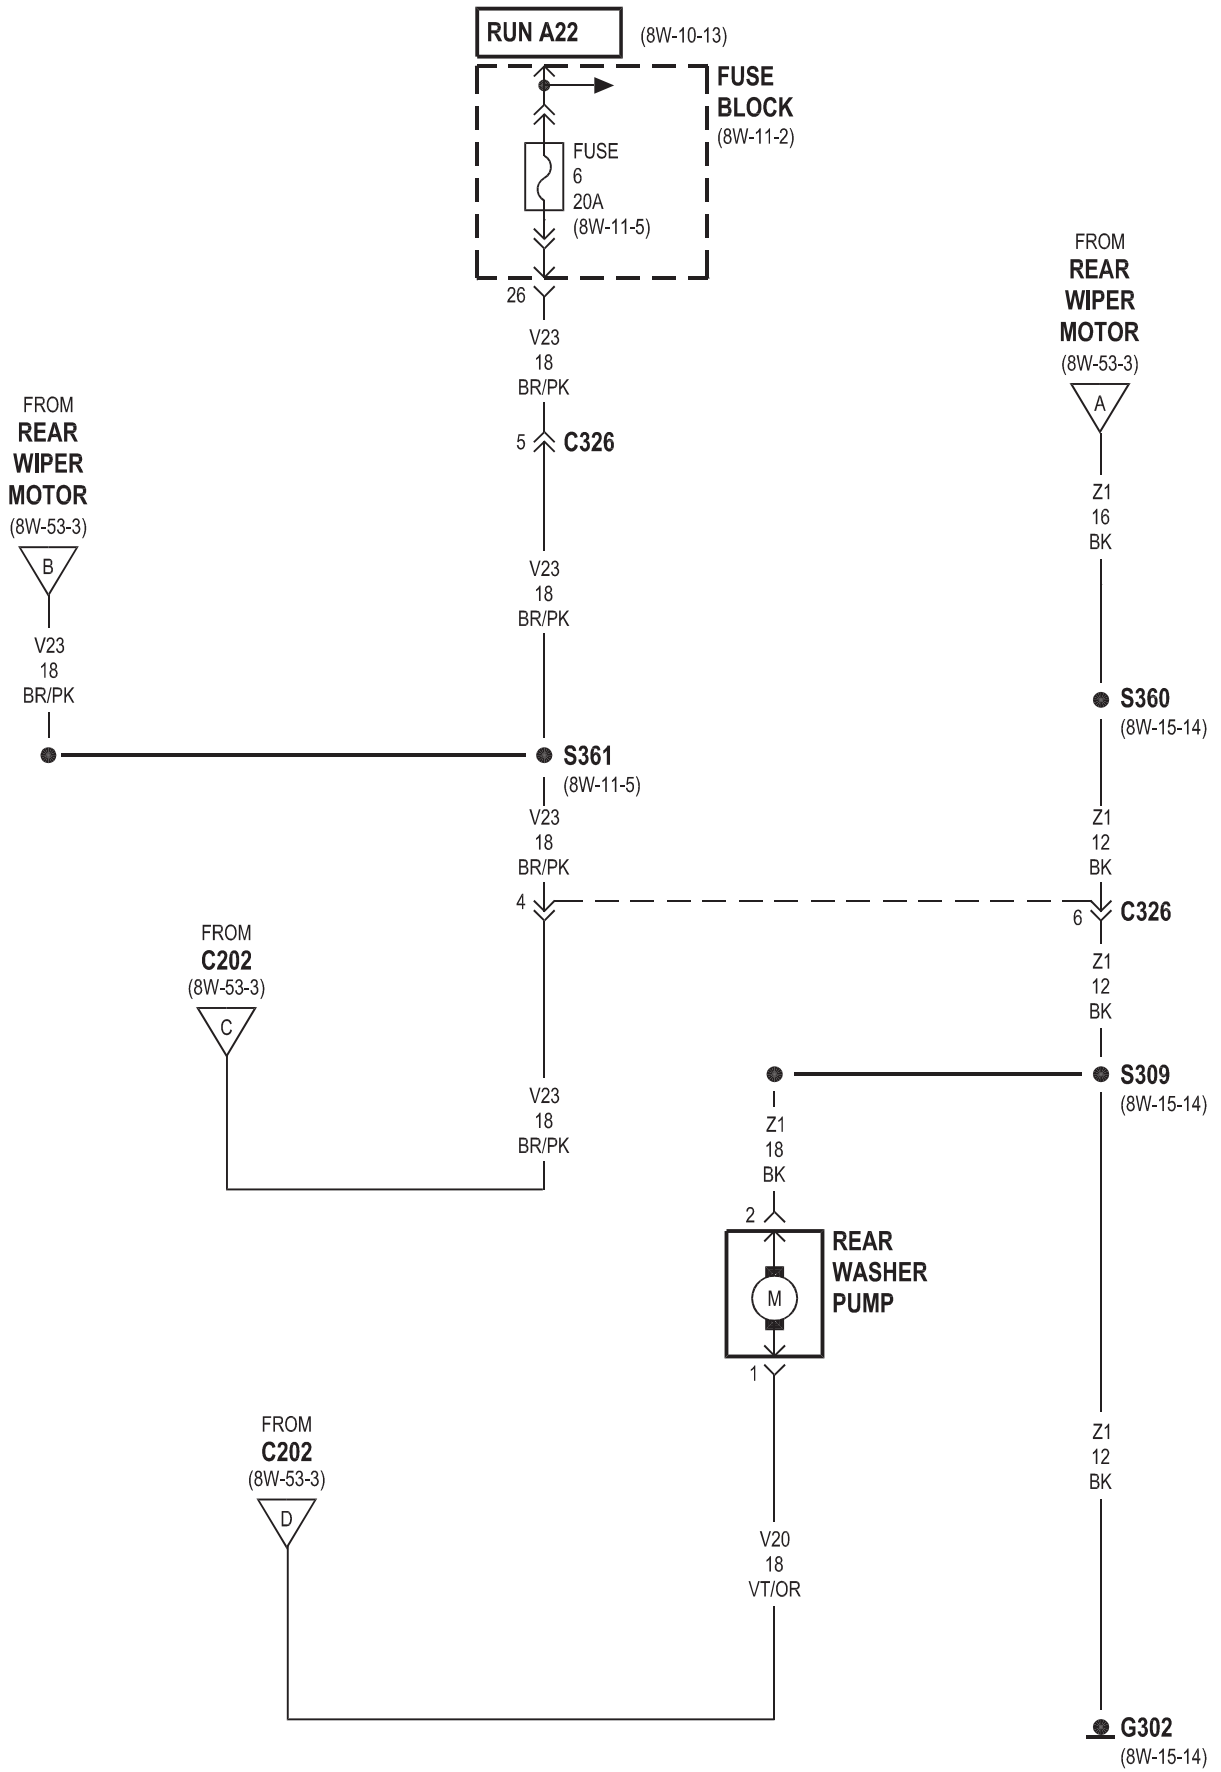 RUN A22
(8W-10-13)
FUSE
BLOCK
(8W-11-2)
FUSE
6
20A
(8W-11-5)
26
V23
18
BR/PK
5
C326
FROM
REAR
WIPER
MOTOR
(8W-53-3)
A
Z1
16
BK
FROM
REAR
WIPER
MOTOR
(8W-53-3)
B
V23
18
BR/PK
V23
18
BR/PK
S360
(8W-15-14)
S361
(8W-11-5)
V23
18
BR/PK
Z1
12
BK
4
6
C326
FROM
C202
(8W-53-3)
C
Z1
12
BK
S309
(8W-15-14)
V23
18
BR/PK
Z1
18
BK
2
REAR
WASHER
PUMP
M
1
FROM
C202
(8W-53-3)
D
Z1
12
BK
V20
18
VT/OR
G302
(8W-15-14)